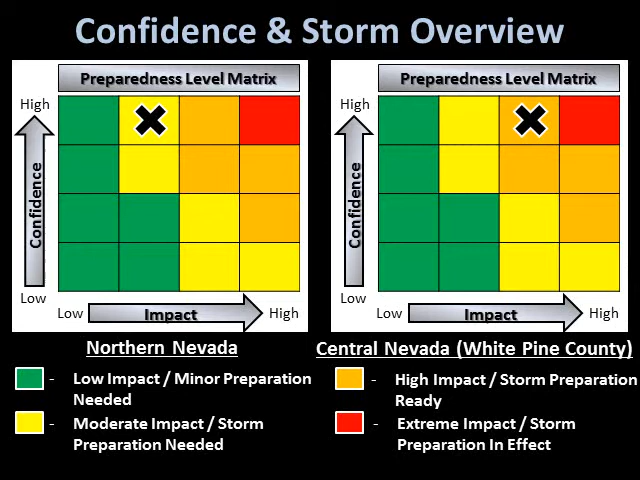 Confidence & Storm Overview
Preparedness Level Matrix
High
Confidence
Low
Low
Impact
High
Northern Nevada
Preparedness Level Matrix
High
Confidence
Low
Low
Impact
High
Central Nevada (White Pine County)
- Low Impact / Minor Preparation
Needed
- Moderate Impact / Storm
Preparation Needed
- High Impact / Storm Preparation
Ready
- Extreme Impact / Storm
Preparation In Effect